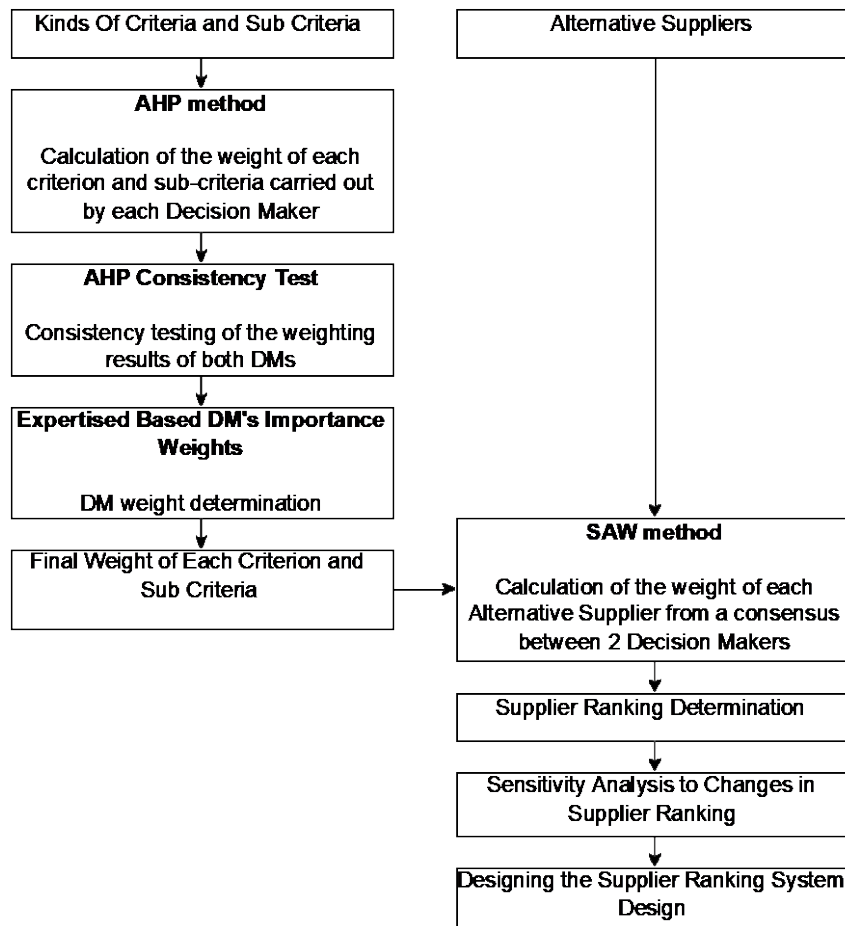 Kinds Of Criteria and Sub Criteria
AHP method
Calculation of the weight of each
criterion and sub-criteria carried out
by each Decision Maker
AHP Consistency Test
Consistency testing of the weighting
results of both DMs
Expertised Based DM's Importance
Weights
DM weight determination
Final Weight of Each Criterion and
Sub Criteria
Alternative Suppliers
SAW method
Calculation of the weight of each
Alternative Supplier from a consensus
between 2 Decision Makers
Supplier Ranking Determination
Sensitivity Analysis to Changes in
Supplier Ranking
Designing the Supplier Ranking System
Design